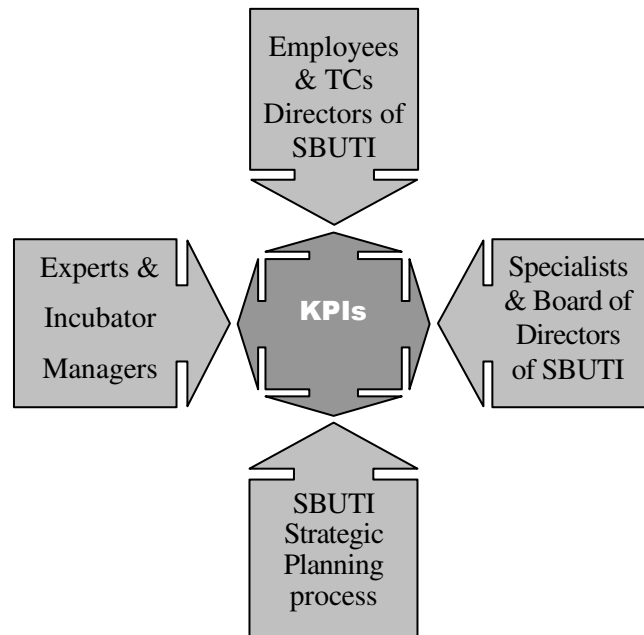 Employees
& TCs
Directors of
SBUTI
Experts &
Incubator
Managers
KPIs
Specialists
& Board of
Directors
of SBUTI
SBUTI
Strategic
Planning
process